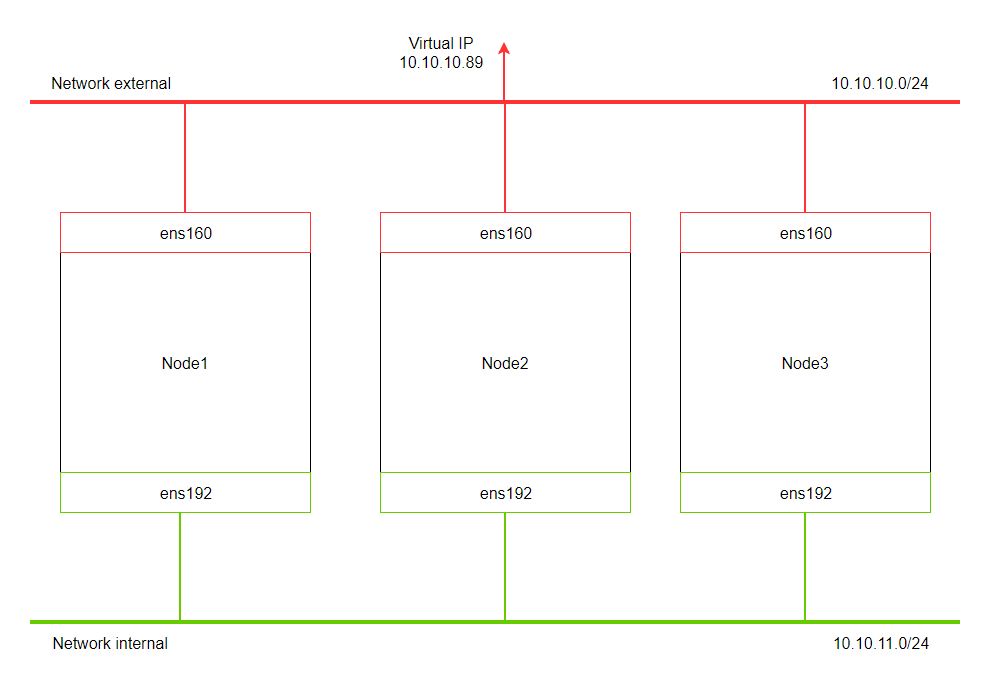 Virtual IP
10.10.10.89
Network external
10.10.10.0/24
ens160
ens160
ens160
Node1
Node2
Node3
ens192
ens192
ens192
Network internal
10.10.11.0/24